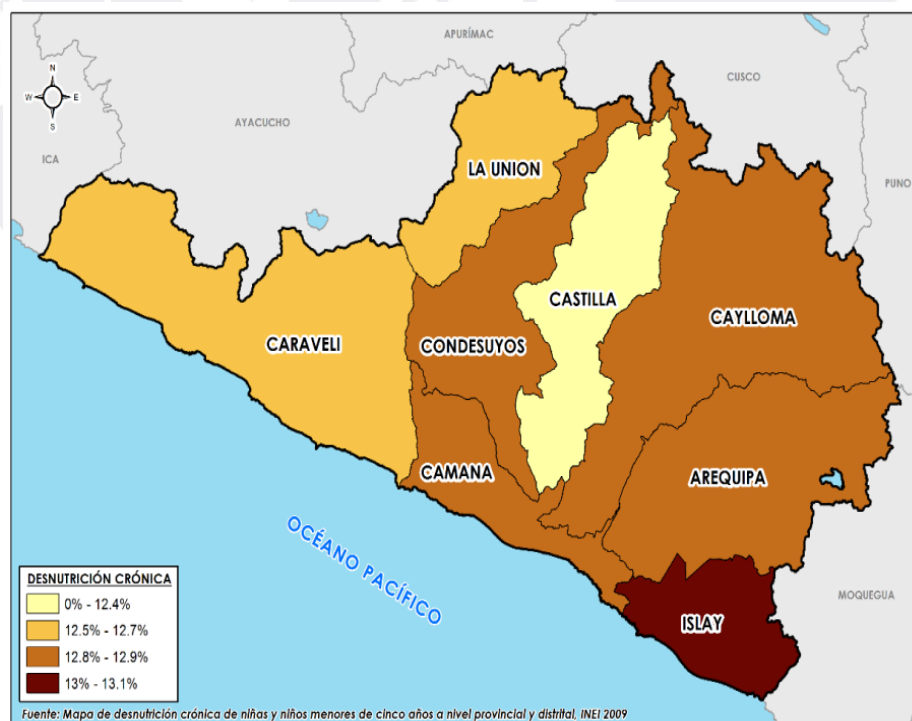 APURÍMAC
CUSCO
N
W
E
S
AYACUCHO
ICA
LA UNION
PUNO
CASTILLA
CAYLLOMA
CARAVELI
CONDESUYOS
CAMANA
AREQUIPA
OCÉANO PACÍFICO
MOQUEGUA
ISLAY
DESNUTRICIÓN CRÓNICA
0% - 12.4%
12.5% - 12.7%
12.8% - 12.9%
13% - 13.1%
Fuente: Mapa de desnutrición crónica de niñas y niños menores de cinco años a nivel provincial y distrital, INEI 2009